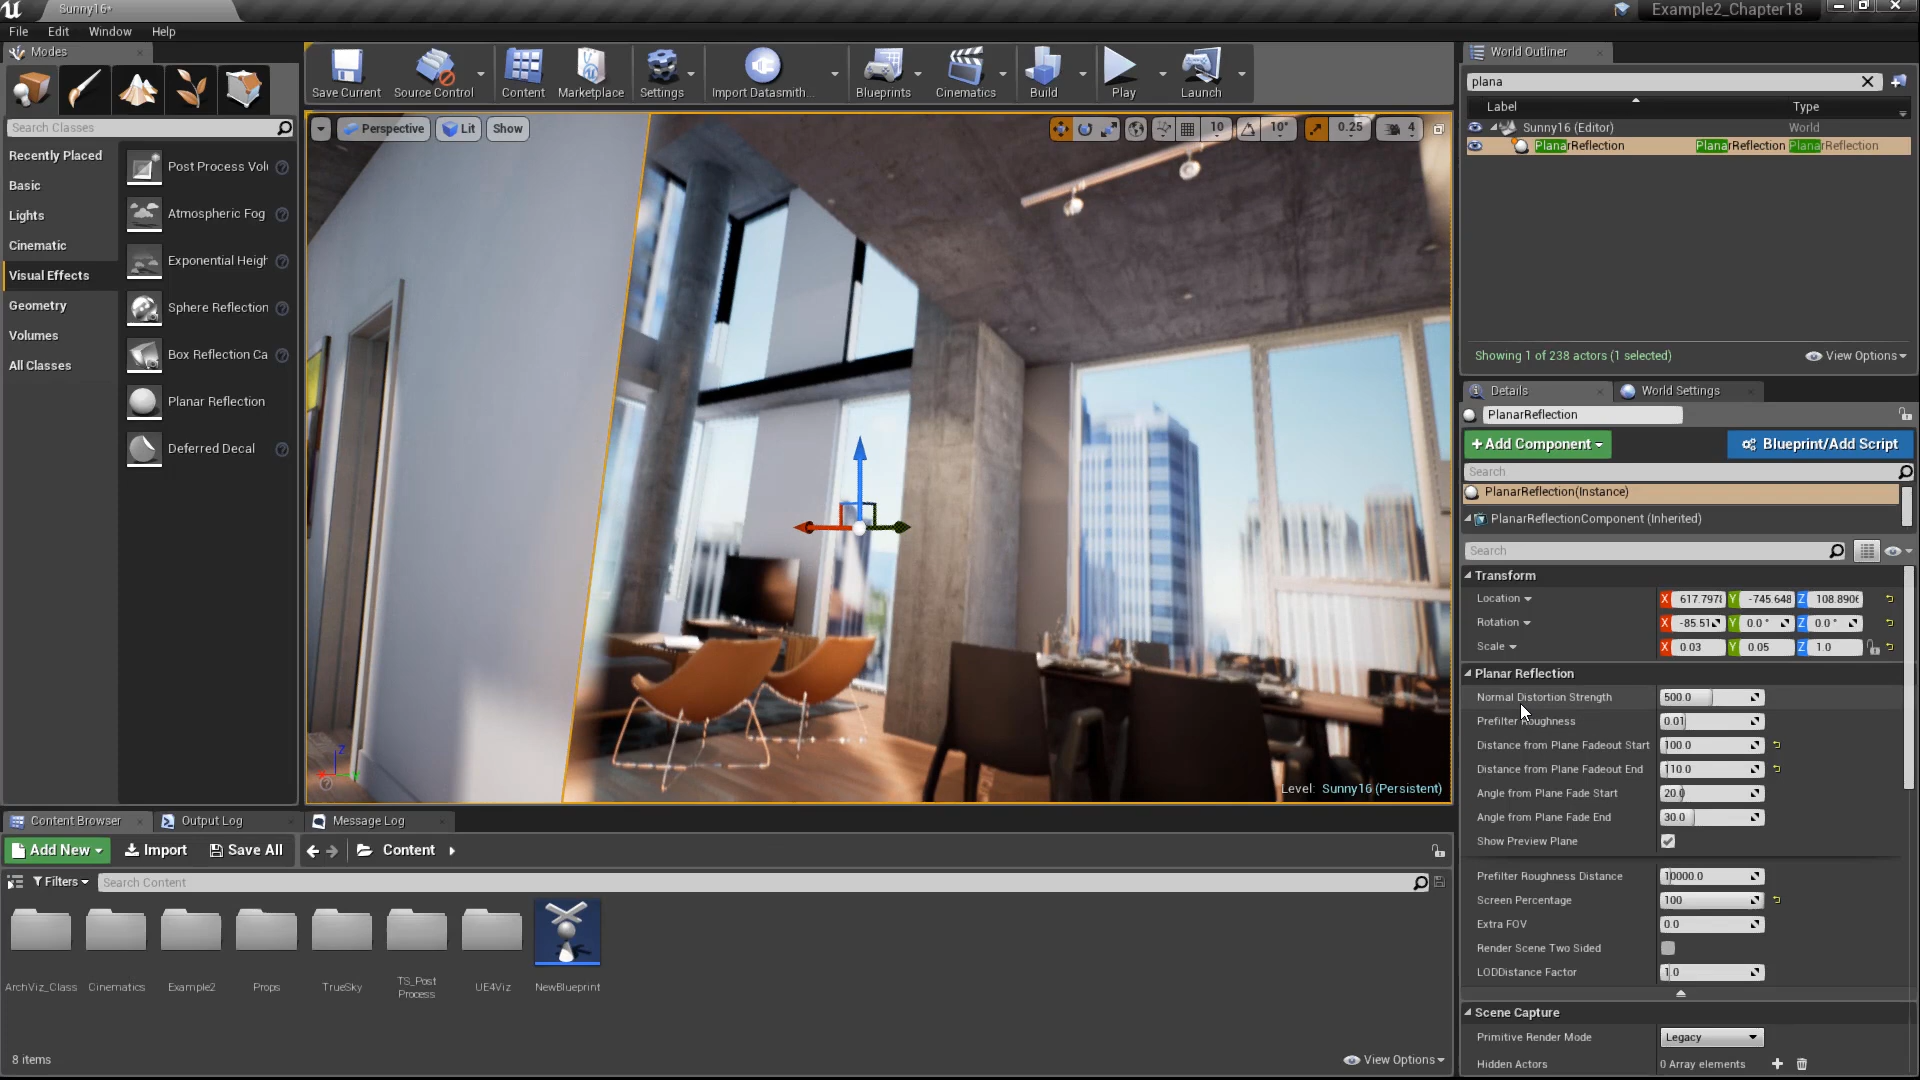 Sunny16*
Example2_Chapter18
File Edit Window Help
Modes
Save Current
Source Control
Content
Marketplace
Settings
Import Datasmith...
Blueprints
Cinematics
Build
Play
Launch
Search Classes
Recently Placed
Basic
Lights
Cinematic
Visual Effects
Geometry
Volumes
All Classes
Post Process Volu
Atmospheric Fog
Exponential Heigh
Sphere Reflection
Box Reflection Ca
Planar Reflection
Deferred Decal
Perspective
Lit
Show
10
10°
0.25
4
Level: Sunny16 (Persistent)
World Outliner
plana
Label Type
Sunny16 (Editor) World
PlanarReflection PlanarReflection PlanarReflection
Showing 1 of 238 actors (1 selected)
View Options
Details
World Settings
PlanarReflection
+Add Component
Blueprint/Add Script
Search
PlanarReflection(Instance)
PlanarReflectionComponent (Inherited)
Search
Transform
Location X 617.797 Y -745.648 Z 108.890
Rotation X -85.51 Y 0.0 ° Z 0.0 °
Scale X 0.03 Y 0.05 Z 1.0
Planar Reflection
Normal Distortion Strength 500.0
Prefilter Roughness 0.01
Distance from Plane Fadeout Start 100.0
Distance from Plane Fadeout End 110.0
Angle from Plane Fade Start 20.0
Angle from Plane Fade End 30.0
Show Preview Plane
Prefilter Roughness Distance 10000.0
Screen Percentage 100
Extra FOV 0.0
Render Scene Two Sided
LODDistance Factor 1.0
Scene Capture
Primitive Render Mode Legacy
Hidden Actors 0 Array elements
Content Browser
Output Log
Message Log
Add New
Import
Save All
Content
Filters
Search Content
ArchViz_Class
Cinematics
Example2
Props
TrueSky
TS_Post
Process
UE4Viz
NewBlueprint
8 items
View Options
Z